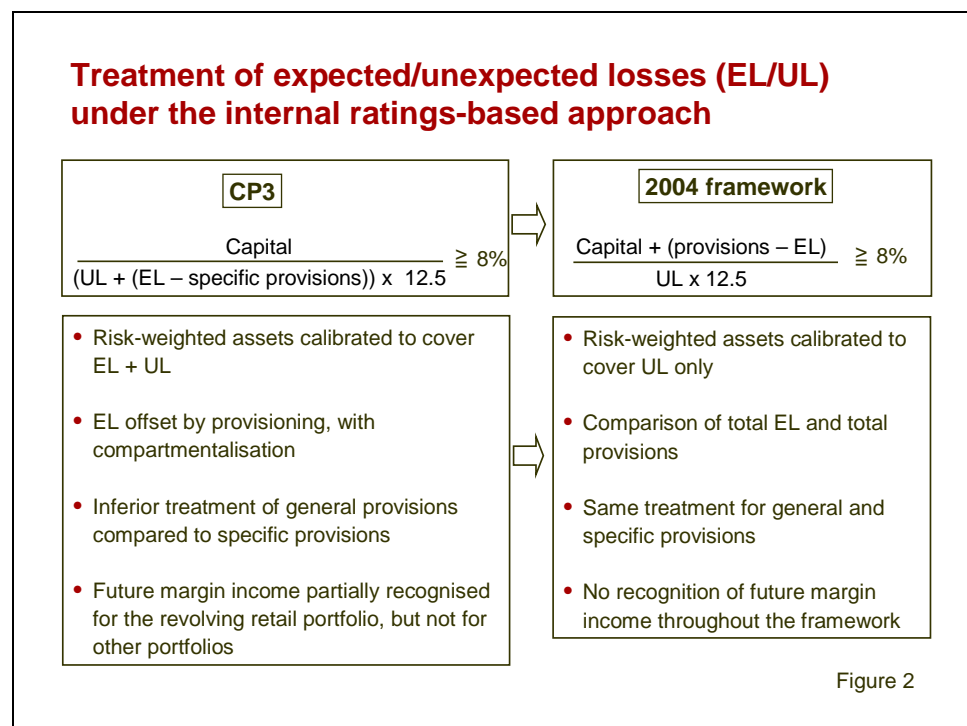 Treatment of expected/unexpected losses (EL/UL)
under the internal ratings-based approach
CP3
Capital
(UL + (EL – specific provisions)) x 12.5
≧ 8%
2004 framework
Capital + (provisions – EL)
UL x 12.5
≧ 8%
• Risk-weighted assets calibrated to cover
EL + UL
• EL offset by provisioning, with
compartmentalisation
• Inferior treatment of general provisions
compared to specific provisions
• Future margin income partially recognised
for the revolving retail portfolio, but not for
other portfolios
• Risk-weighted assets calibrated to
cover UL only
• Comparison of total EL and total
provisions
• Same treatment for general and
specific provisions
• No recognition of future margin
income throughout the framework
Figure 2